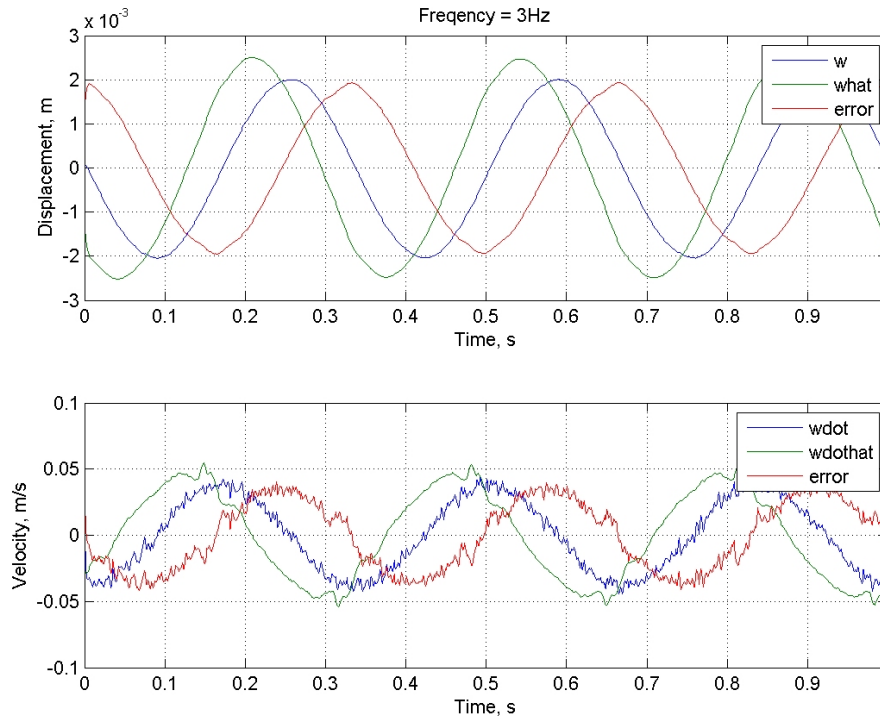 Freqency = 3Hz
x 10-3
3
2
1
0
-1
-2
-3
Displacement, m
w
what
error
0 0.1 0.2 0.3 0.4 0.5 0.6 0.7 0.8 0.9
Time, s
0.1
0.05
0
-0.05
-0.1
Velocity, m/s
wdot
wdothat
error
0 0.1 0.2 0.3 0.4 0.5 0.6 0.7 0.8 0.9
Time, s